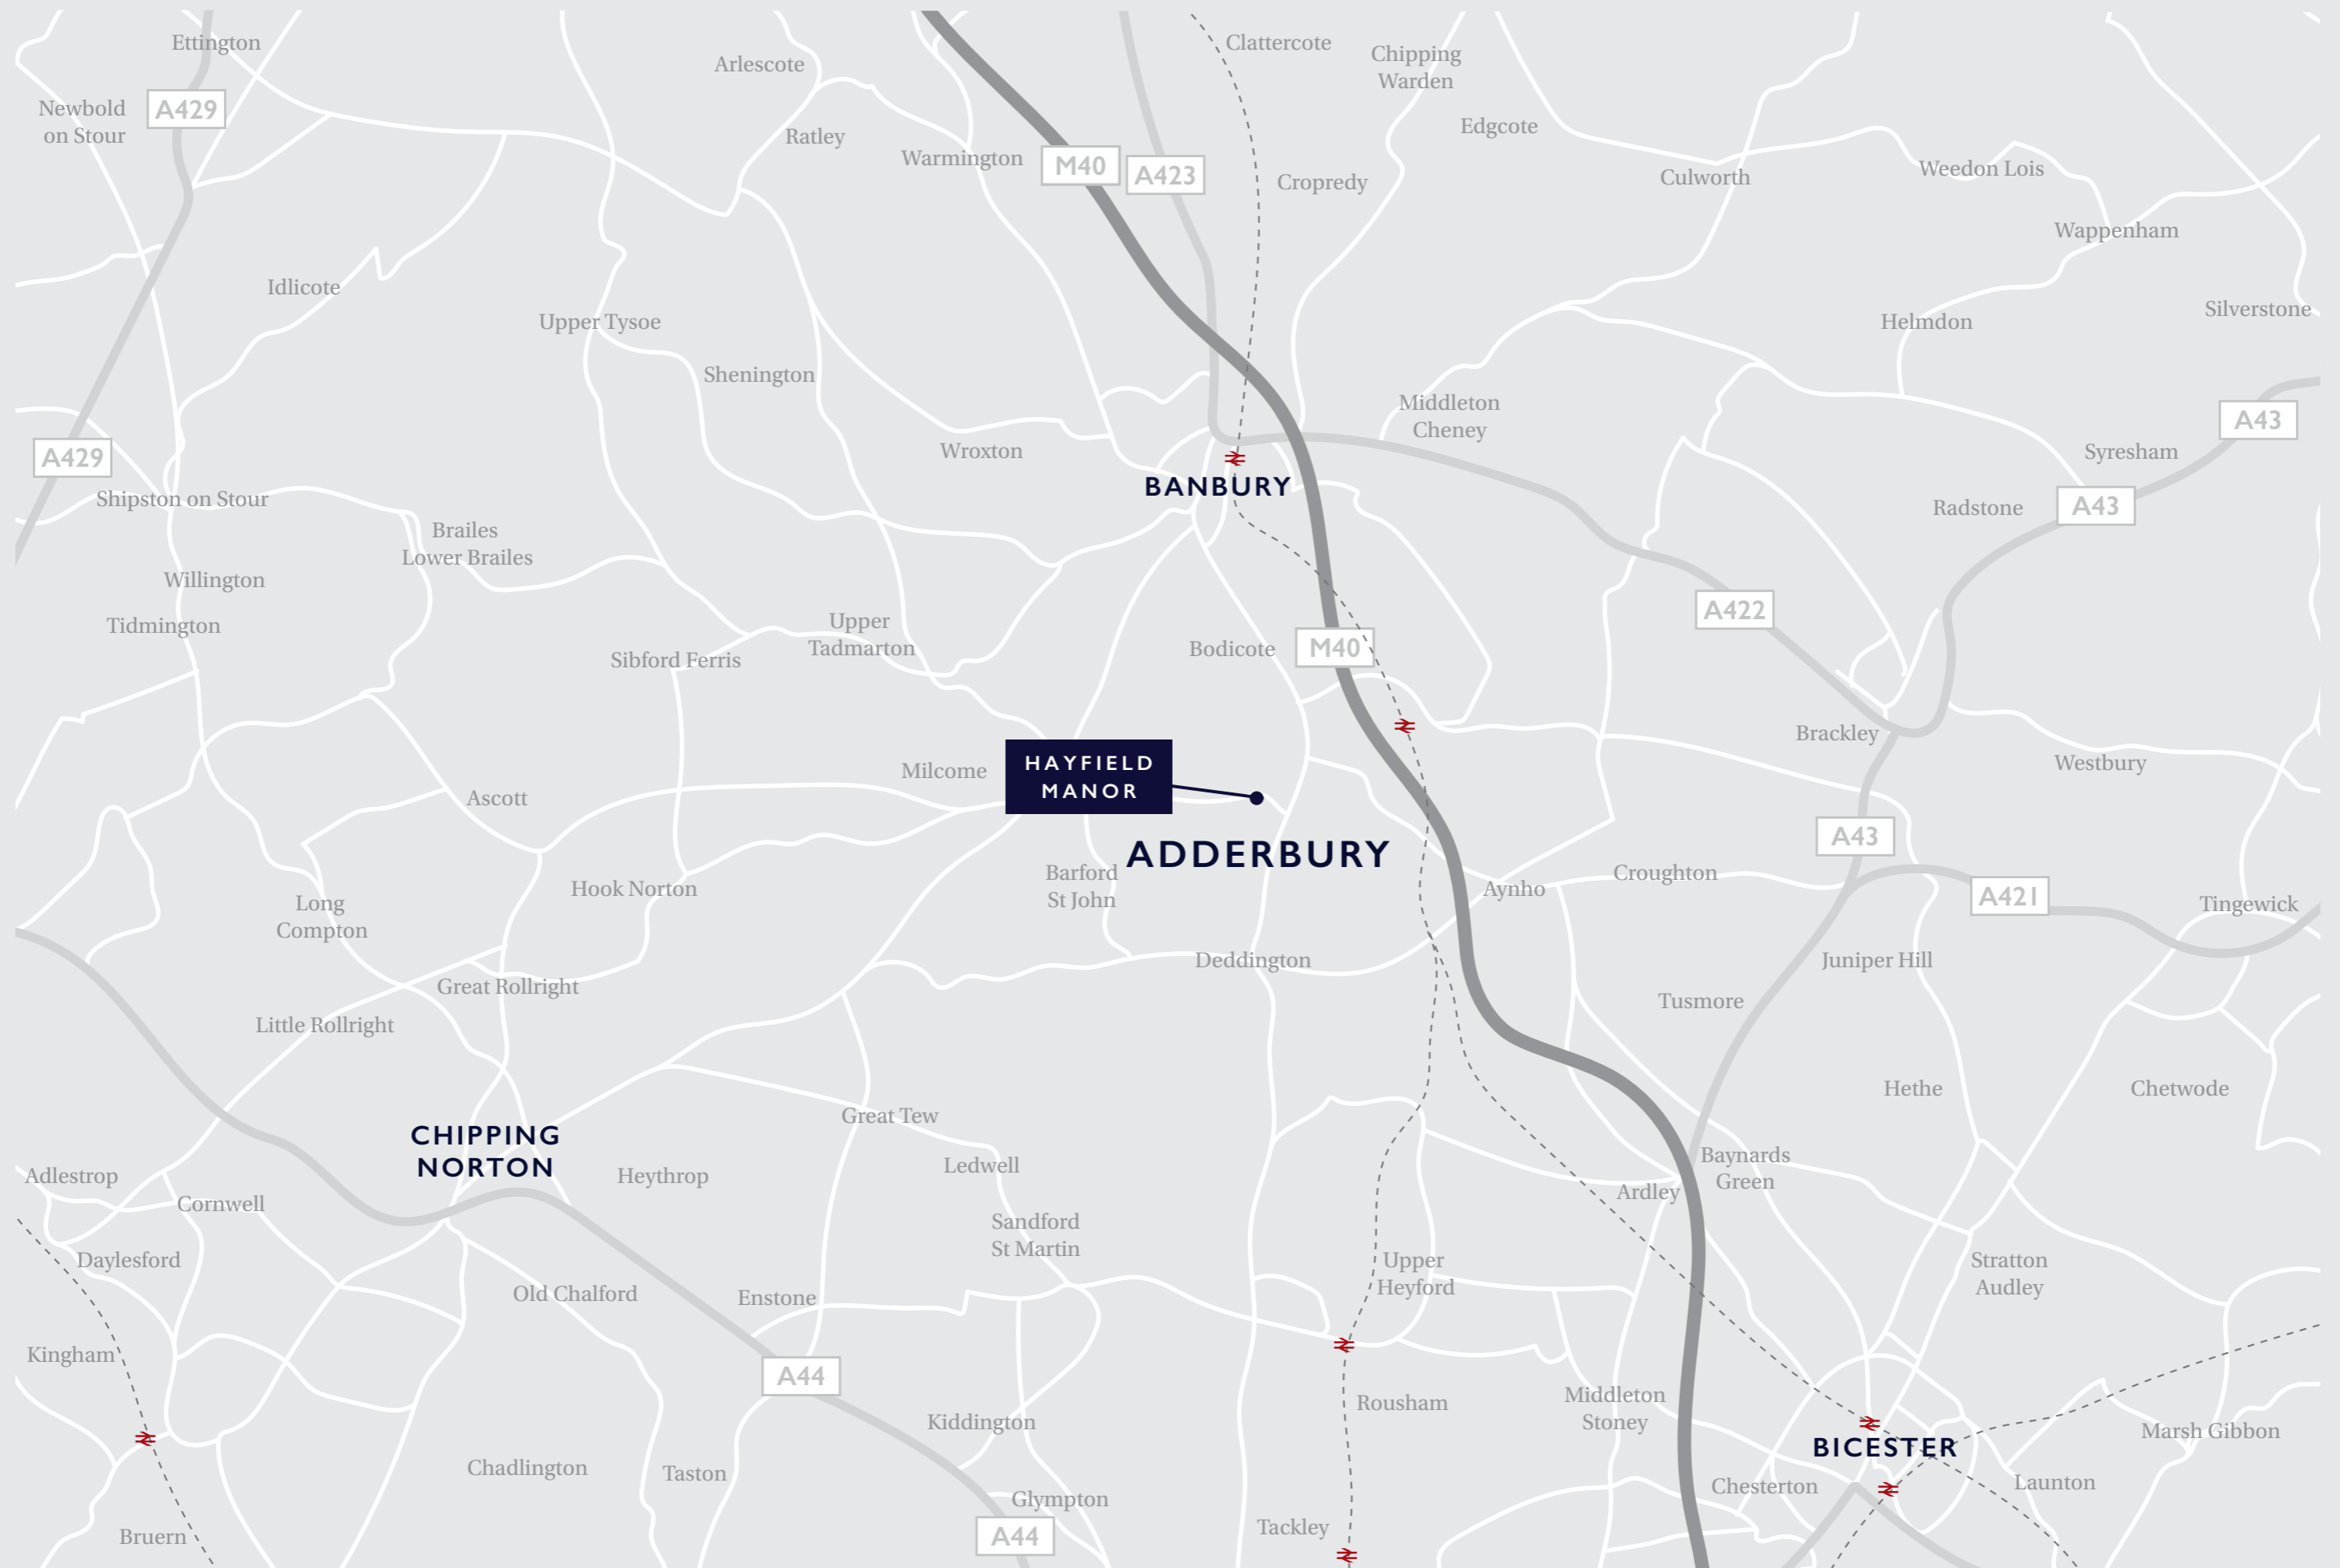 Ettington
Arlescote
Clattercote
Chipping
Warden
Newbold
on Stour
A429
Ratley
Edgcote
Warmington
M40
A423
Cropredy
Culworth
Weedon Lois
Wappenham
Idlicote
Upper Tysoe
Helmdon
Silverstone
Shenington
Middleton
Cheney
A43
Wroxton
Syresham
A429
BANBURY
Shipston on Stour
Radstone
A43
Brailes
Lower Brailes
Willington
A422
Tidmington
Upper
Tadmarton
Bodicote
M40
Sibford Ferris
Brackley
Westbury
HAYFIELD
MANOR
Milcome
Ascott
A43
ADDERBURY
Barford
St John
Hook Norton
Aynho
Croughton
A421
Tingewick
Long
Compton
Deddington
Juniper Hill
Great Rollright
Tusmore
Little Rollright
Hethe
Chetwode
Great Tew
CHIPPING
NORTON
Ledwell
Baynards
Green
Adlestrop
Heythrop
Ardley
Cornwell
Sandford
St Martin
Daylesford
Upper
Heyford
Stratton
Audley
Old Chalford
Enstone
Kingham
A44
Rousham
Middleton
Stoney
Kiddington
Marsh Gibbon
BICESTER
Chadlington
Taston
Chesterton
Launton
Glympton
Bruern
A44
Tackley